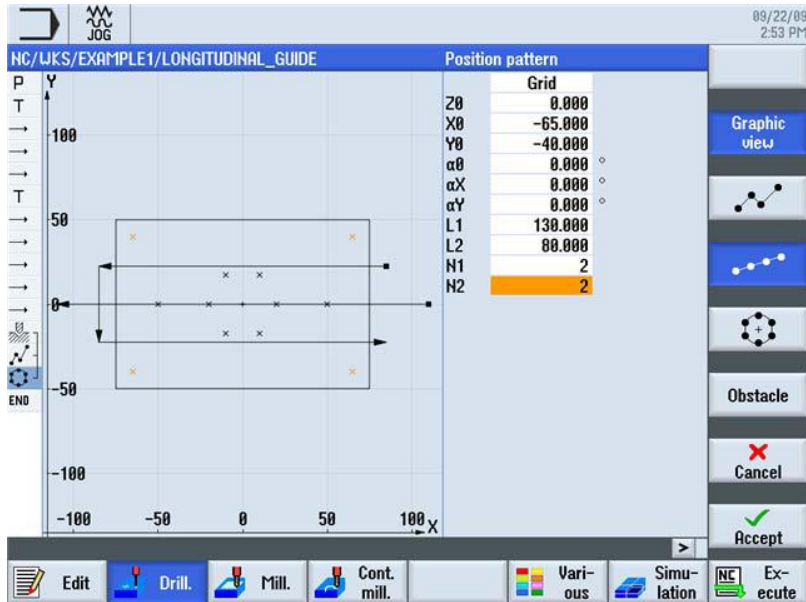 JOG
09/22/09
2:53 PM
NC/WKS/EXAMPLE1/LONGITUDINAL_GUIDE
Position pattern
P
T
T
END
Y
100
50
0
-50
-100
-100 -50 0 50 100 X
Grid
Z0 0.000
X0 -65.000
Y0 -40.000
α0 0.000 °
αX 0.000 °
αY 0.000 °
L1 130.000
L2 80.000
N1 2
N2 2
Graphic
view
Obstacle
Cancel
Accept
>
Edit
Drill.
Mill.
Cont.
mill.
Vari-
ous
Simu-
lation
NC
Ex-
ecute